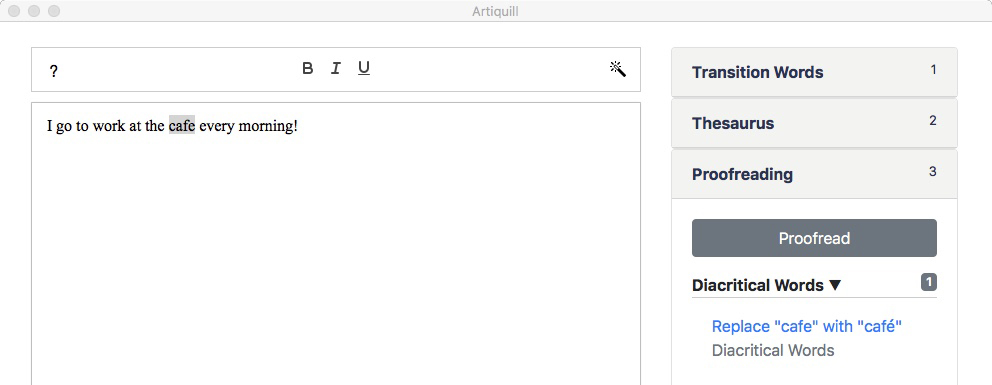 Artiquill
?
B I U
I go to work at the cafe every morning!
Transition Words 1
Thesaurus 2
Proofreading 3
Proofread
Diacritical Words ▼ 1
Replace "cafe" with "café"
Diacritical Words